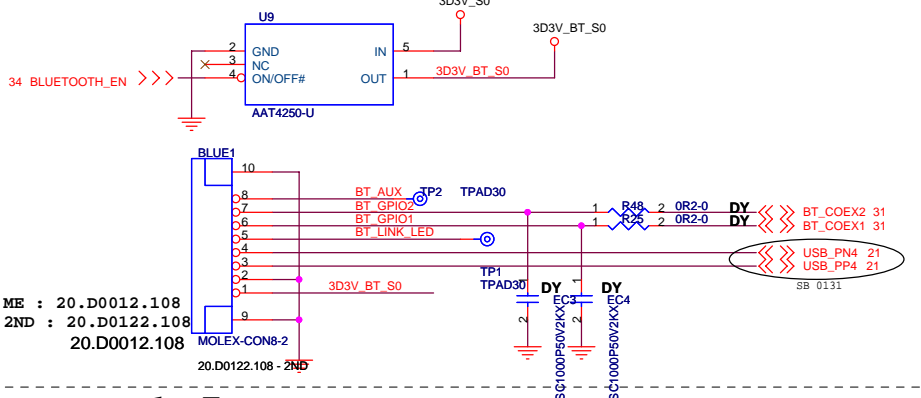 3D3V_S0
U9
3D3V_BT_S0
2 GND IN 5
3 NC
34 BLUETOOTH_EN 4 ON/OFF# OUT 1 3D3V_BT_S0
AAT4250-U
BLUE1
10
8 BT_AUX TP2 TPAD30
7 BT_GPIO2 1 R48 2 0R2-0 DY BT_COEX2 31
6 BT_GPIO1 1 R25 2 0R2-0 DY BT_COEX1 31
5 BT_LINK_LED
4 USB_PN4 21
3 USB_PP4 21
2 TP1
SB 0131
1 3D3V_BT_S0 TPAD30
1 DY 1 DY
EC3 EC4
ME : 20.D0012.108
2ND : 20.D0122.108
9
2 2
20.D0012.108 MOLEX-CON8-2
SC1000P50V2KX
SC1000P50V2KX
20.D0122.108 - 2ND